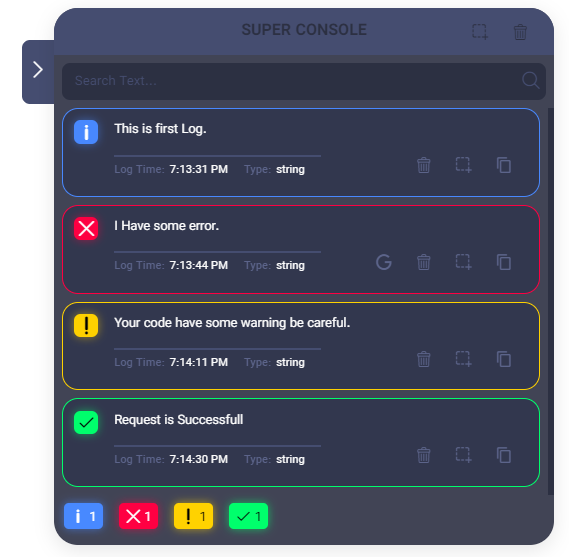 SUPER CONSOLE
Search Text...
This is first Log.
Log Time: 7:13:31 PM Type: string
I Have some error.
Log Time: 7:13:44 PM Type: string
G
Your code have some warning be careful.
Log Time: 7:14:11 PM Type: string
Request is Successfull
Log Time: 7:14:30 PM Type: string
1 1 1 1